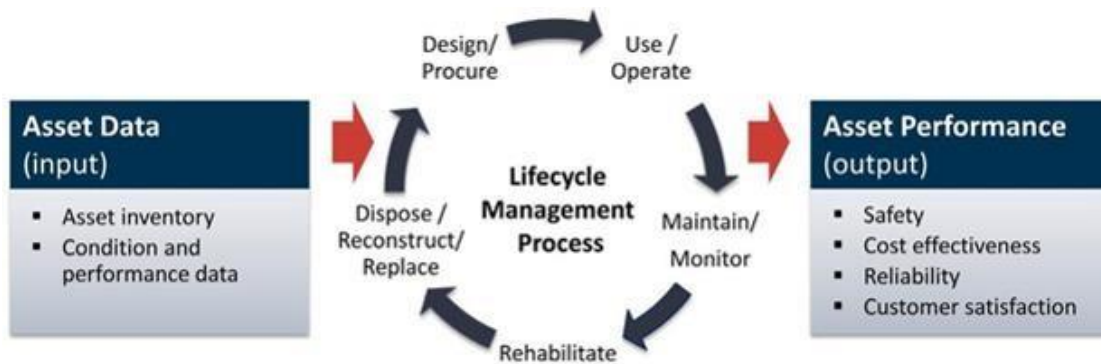 Asset Data
(input)
▪ Asset inventory
▪ Condition and
performance data
Design/
Procure
Use /
Operate
Maintain/
Monitor
Rehabilitate
Dispose /
Reconstruct/
Replace
Lifecycle
Management
Process
Asset Performance
(output)
▪ Safety
▪ Cost effectiveness
▪ Reliability
▪ Customer satisfaction